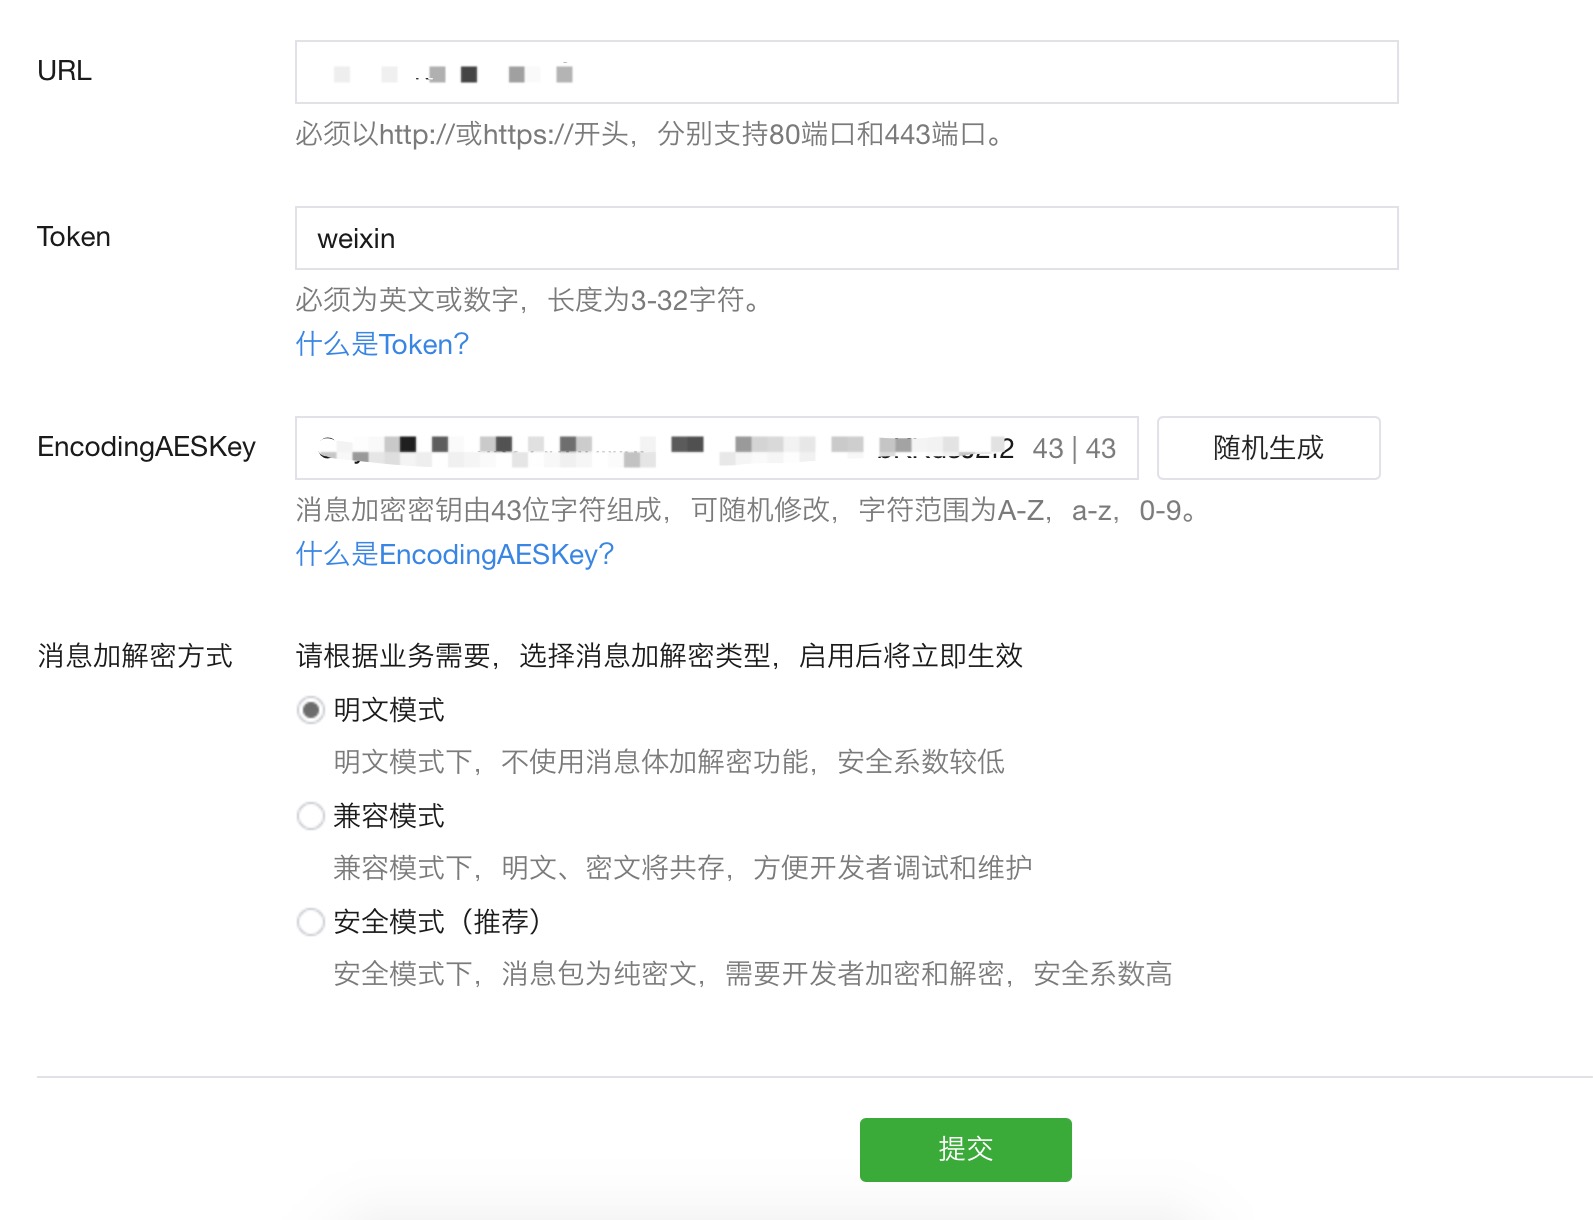 URL
必须以http://或https://开头，分别支持80端口和443端口。
Token
weixin
必须为英文或数字，长度为3-32字符。
什么是Token？
EncodingAESKey
43 | 43
随机生成
消息加密密钥由43位字符组成，可随机修改，字符范围为A-Z，a-z，0-9。
什么是EncodingAESKey？
消息加解密方式
请根据业务需要，选择消息加解密类型，启用后将立即生效
明文模式
明文模式下，不使用消息体加解密功能，安全系数较低
兼容模式
兼容模式下，明文、密文将共存，方便开发者调试和维护
安全模式（推荐）
安全模式下，消息包为纯密文，需要开发者加密和解密，安全系数高
提交